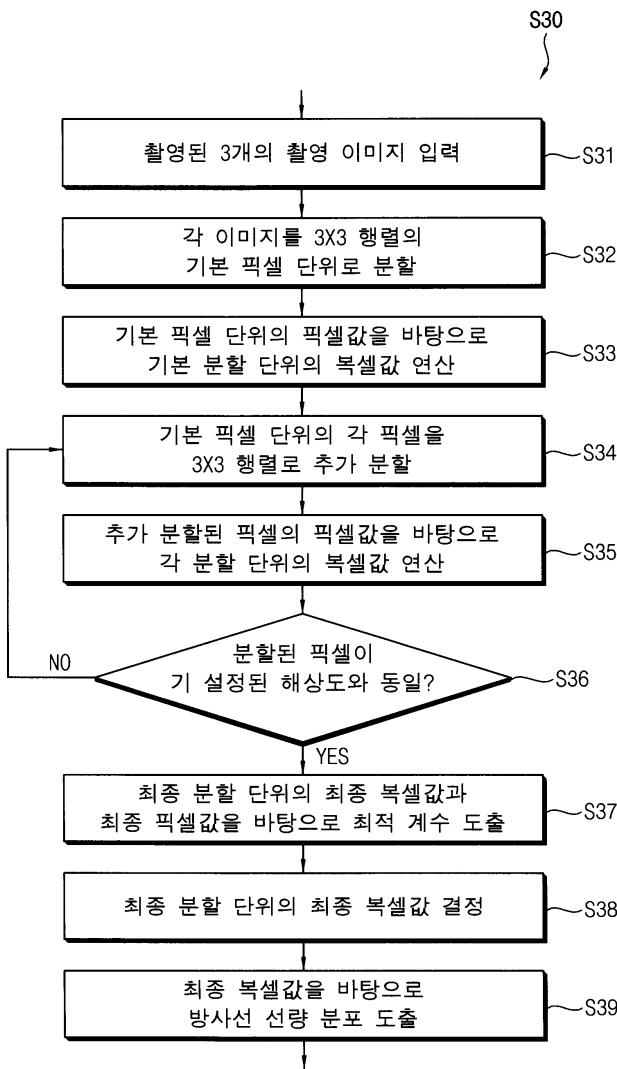 S30
촬영된 3개의 촬영 이미지 입력
S31
각 이미지를 3X3 행렬의
기본 픽셀 단위로 분할
S32
기본 픽셀 단위의 픽셀값을 바탕으로
기본 분할 단위의 복셀값 연산
S33
기본 픽셀 단위의 각 픽셀을
3X3 행렬로 추가 분할
S34
추가 분할된 픽셀의 픽셀값을 바탕으로
각 분할 단위의 복셀값 연산
S35
분할된 픽셀이
기 설정된 해상도와 동일?
S36
NO
YES
최종 분할 단위의 최종 복셀값과
최종 픽셀값을 바탕으로 최적 계수 도출
S37
최종 분할 단위의 최종 복셀값 결정
S38
최종 복셀값을 바탕으로
방사선 선량 분포 도출
S39